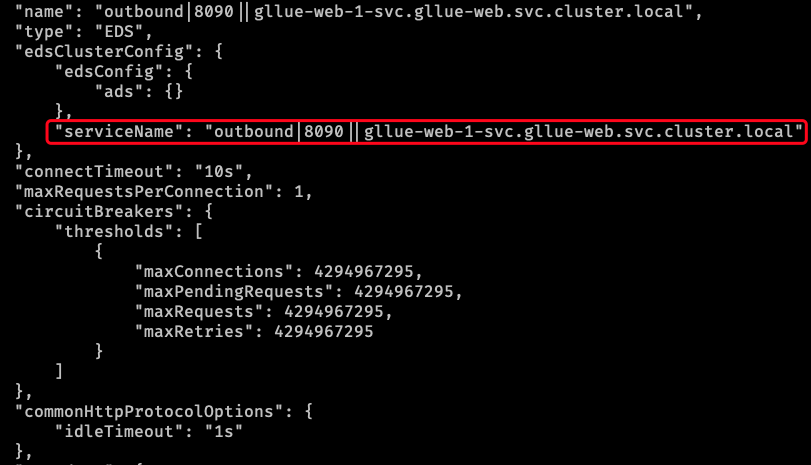 "name": "outbound|8090||gllue-web-1-svc.gllue-web.svc.cluster.local",
"type": "EDS",
"edsClusterConfig": {
"edsConfig": {
"ads": {}
},
"serviceName": "outbound|8090||gllue-web-1-svc.gllue-web.svc.cluster.local"
},
"connectTimeout": "10s",
"maxRequestsPerConnection": 1,
"circuitBreakers": {
"thresholds": [
{
"maxConnections": 4294967295,
"maxPendingRequests": 4294967295,
"maxRequests": 4294967295,
"maxRetries": 4294967295
}
]
},
"commonHttpProtocolOptions": {
"idleTimeout": "1s"
},